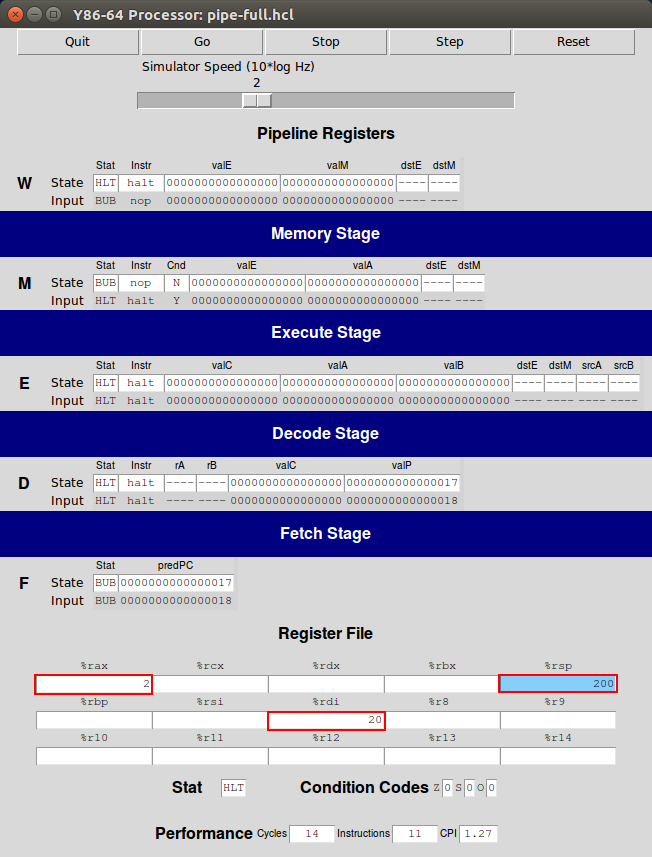 Y86-64 Processor: pipe-full.hcl
Quit Go Stop Step Reset
Simulator Speed (10*log Hz)
2
Pipeline Registers
Stat Instr valE valM dstE dstM
W State HLT halt 0000000000000000 0000000000000000 ---- ----
Input BUB nop 0000000000000000 0000000000000000 ---- ----
Memory Stage
Stat Instr Cnd valE valA dstE dstM
M State BUB nop N 0000000000000000 0000000000000000 ---- ----
Input HLT halt Y 0000000000000000 0000000000000000 ---- ----
Execute Stage
Stat Instr valC valA valB dstE dstM srcA srcB
E State HLT halt 0000000000000000 0000000000000000 0000000000000000 ---- ---- ---- ----
Input HLT halt 0000000000000000 0000000000000000 0000000000000000 ---- ---- ---- ----
Decode Stage
Stat Instr rA rB valC valP
D State HLT halt ---- ---- 0000000000000000 0000000000000017
Input HLT halt ---- ---- 0000000000000000 0000000000000018
Fetch Stage
Stat predPC
F State BUB 0000000000000017
Input BUB 0000000000000018
Register File
%rax %rcx %rdx %rbx %rsp
2 200
%rbp %rsi %rdi %r8 %r9
20
%r10 %r11 %r12 %r13 %r14
Stat HLT Condition Codes Z 0 S 0 O 0
Performance Cycles 14 Instructions 11 CPI 1.27